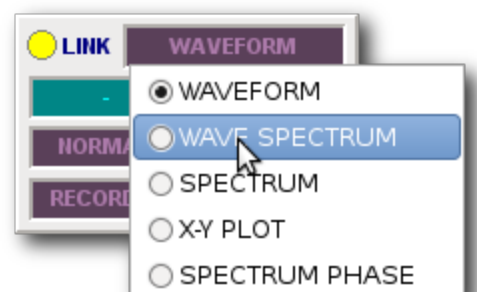 LINK WAVEFORM
WAVEFORM
-
WAVE SPECTRUM
NORMA
SPECTRUM
RECORD
X-Y PLOT
SPECTRUM PHASE